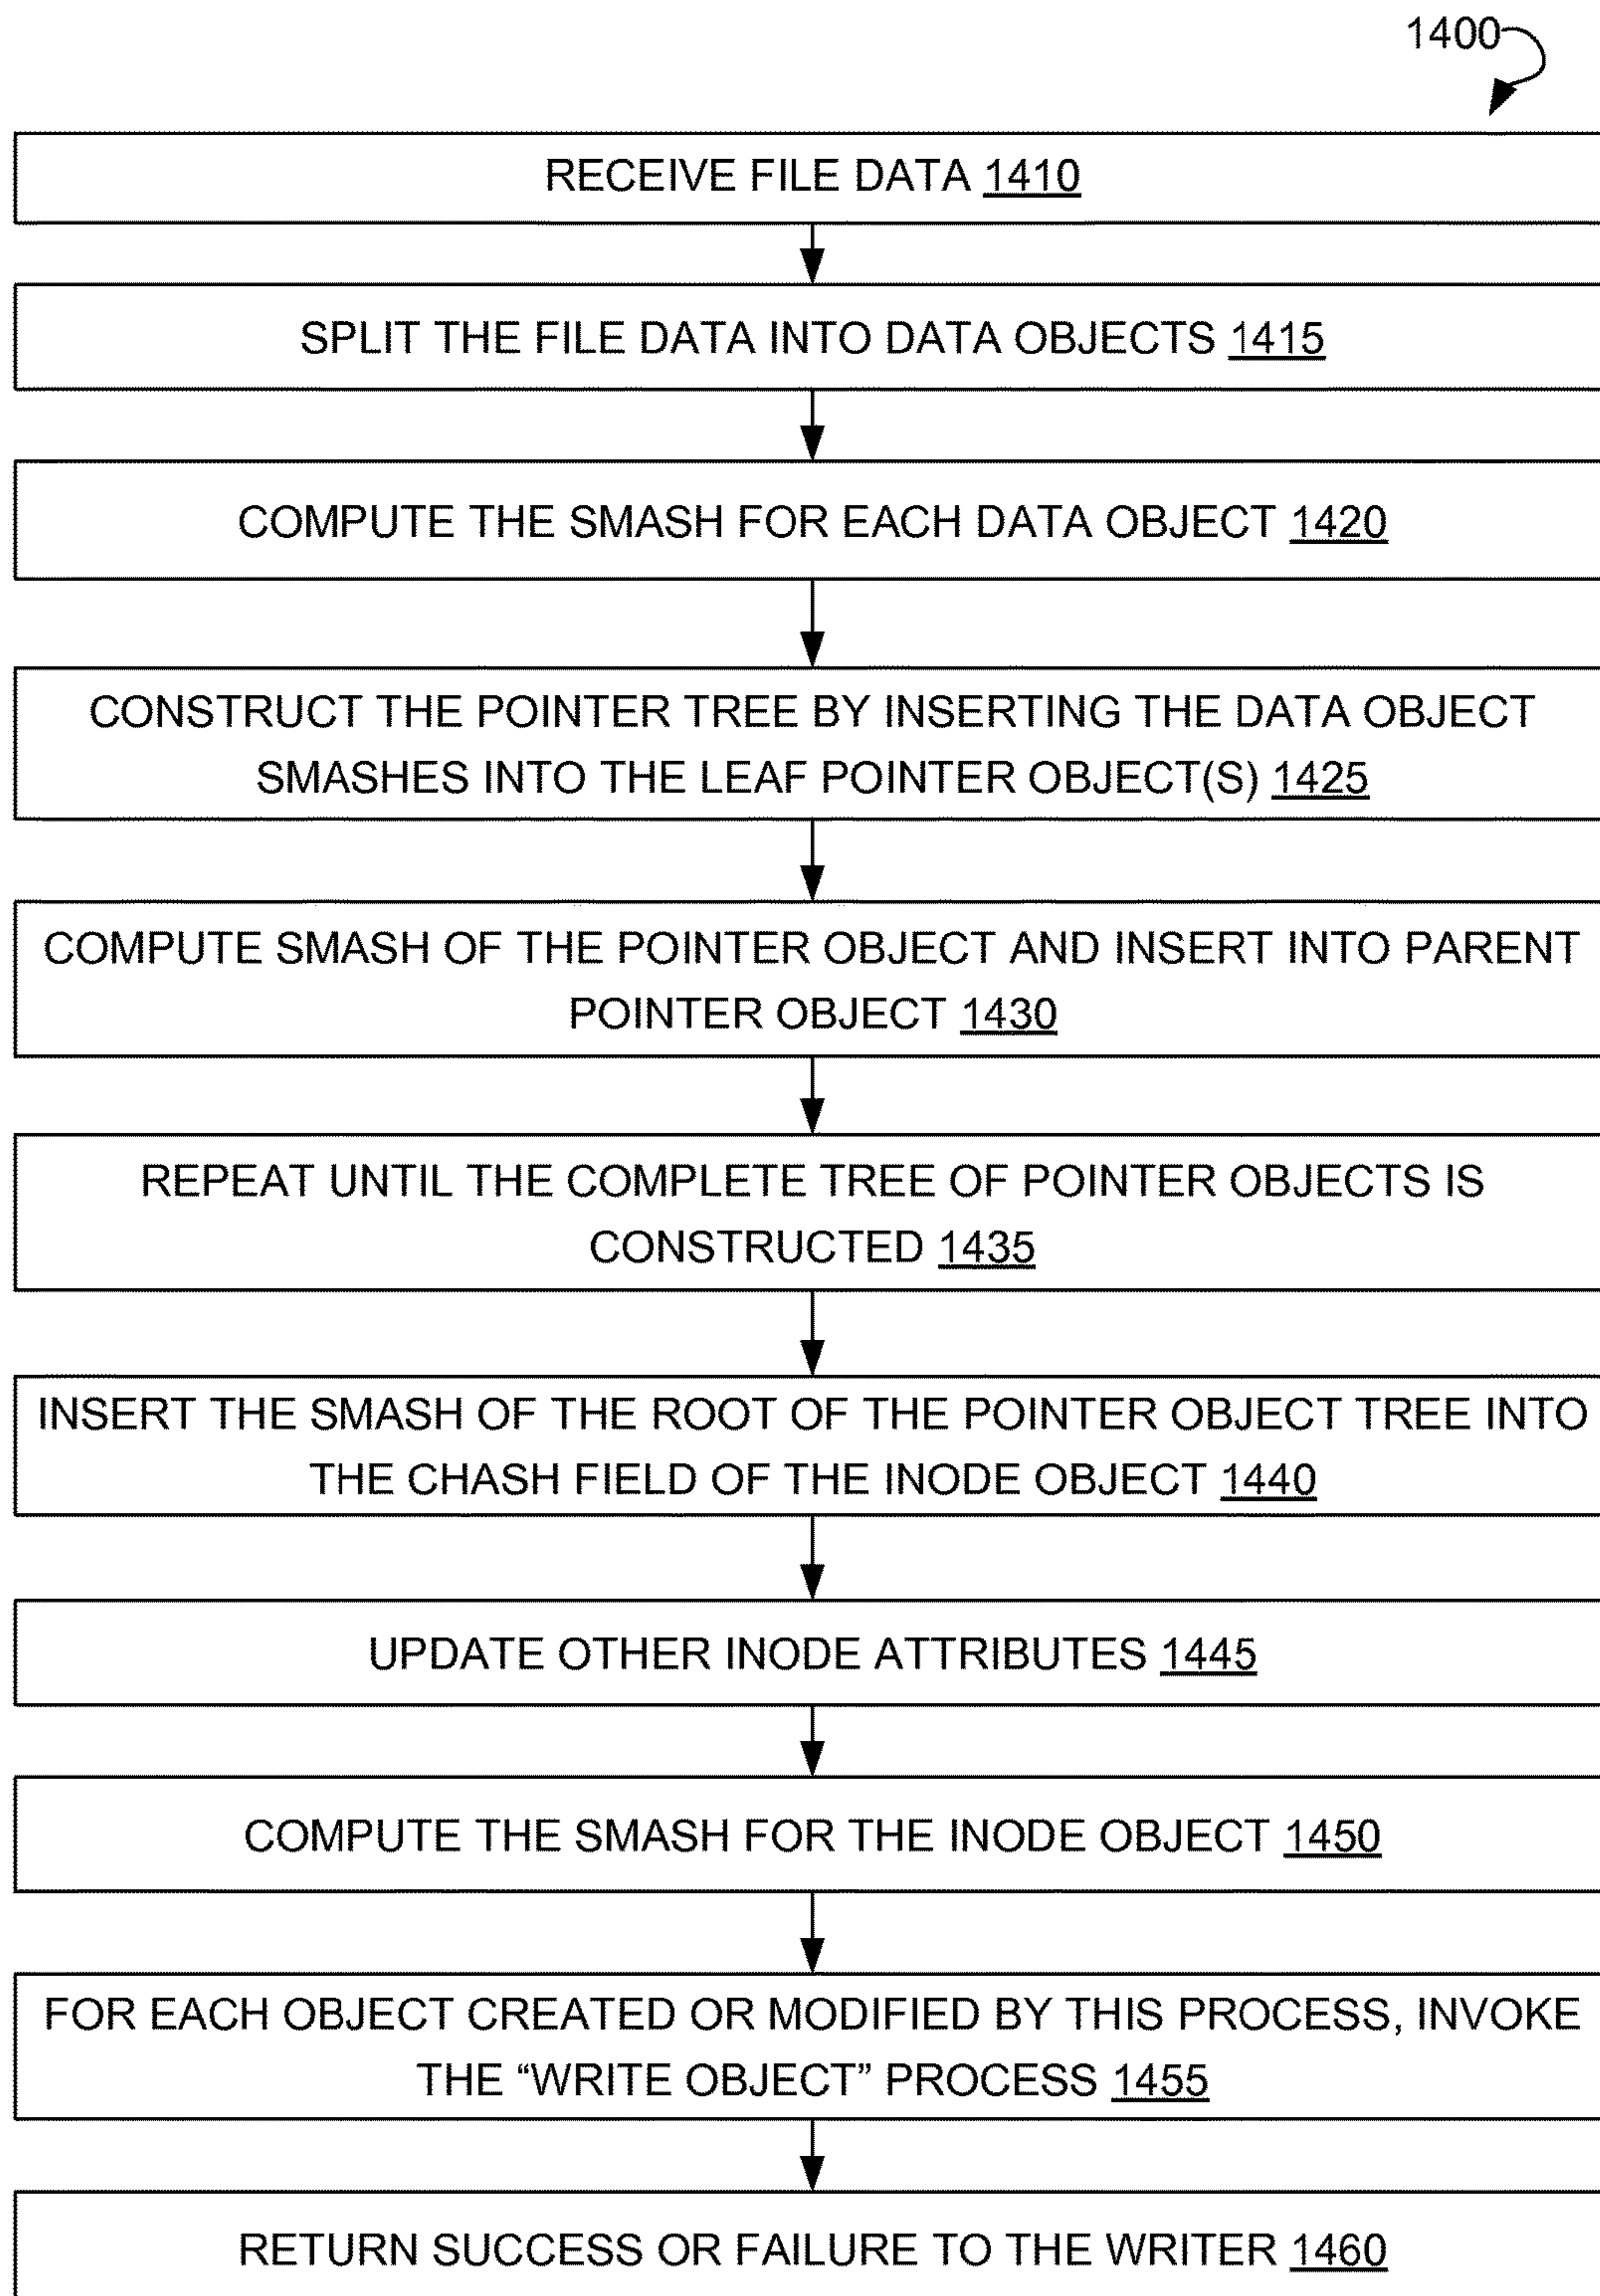 1400
RECEIVE FILE DATA 1410
SPLIT THE FILE DATA INTO DATA OBJECTS 1415
COMPUTE THE SMASH FOR EACH DATA OBJECT 1420
CONSTRUCT THE POINTER TREE BY INSERTING THE DATA OBJECT
SMASHES INTO THE LEAF POINTER OBJECT(S) 1425
COMPUTE SMASH OF THE POINTER OBJECT AND INSERT INTO PARENT
POINTER OBJECT 1430
REPEAT UNTIL THE COMPLETE TREE OF POINTER OBJECTS IS
CONSTRUCTED 1435
INSERT THE SMASH OF THE ROOT OF THE POINTER OBJECT TREE INTO
THE CHASH FIELD OF THE INODE OBJECT 1440
UPDATE OTHER INODE ATTRIBUTES 1445
COMPUTE THE SMASH FOR THE INODE OBJECT 1450
FOR EACH OBJECT CREATED OR MODIFIED BY THIS PROCESS, INVOKE
THE “WRITE OBJECT” PROCESS 1455
RETURN SUCCESS OR FAILURE TO THE WRITER 1460